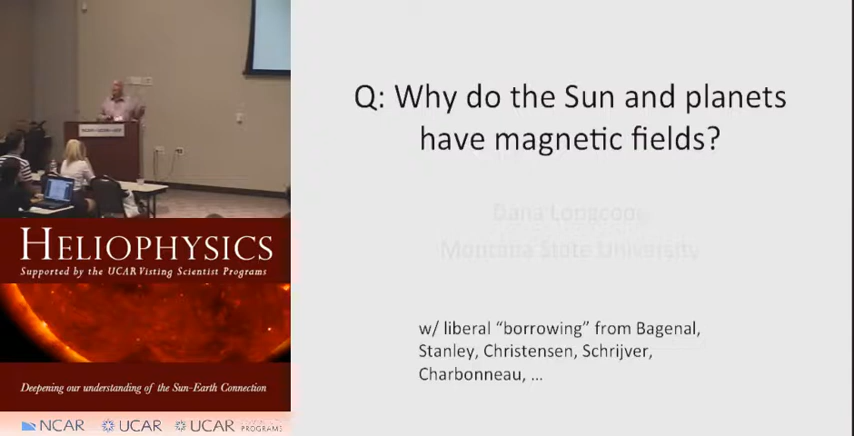 Q: Why do the Sun and planets
have magnetic fields?
Dana Longcope
Montana State University
w/ liberal “borrowing” from Bagenal,
Stanley, Christensen, Schrijver,
Charbonneau, ...
HELIOPHYSICS
Supported by the UCAR Visting Scientist Programs
Deepening our understanding of the Sun-Earth Connection
NCAR UCAR UCAR PROGRAMS